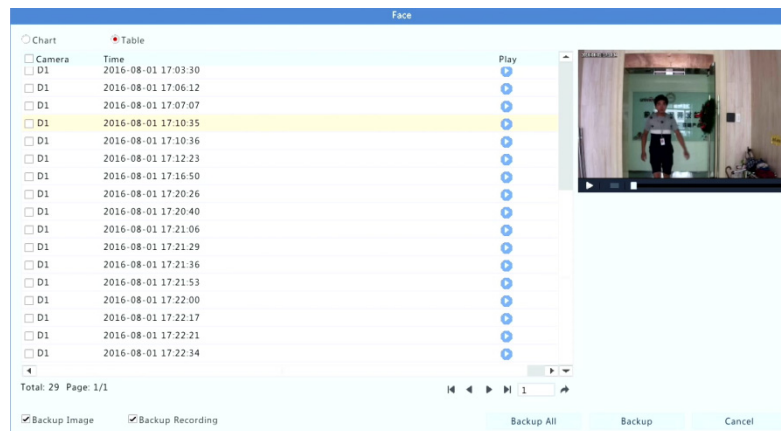 Face
Chart Table
Camera Time Play
D1 2016-08-01 17:03:30
D1 2016-08-01 17:06:12
D1 2016-08-01 17:07:07
D1 2016-08-01 17:10:35
D1 2016-08-01 17:10:36
D1 2016-08-01 17:12:23
D1 2016-08-01 17:16:50
D1 2016-08-01 17:20:26
D1 2016-08-01 17:20:40
D1 2016-08-01 17:21:06
D1 2016-08-01 17:21:29
D1 2016-08-01 17:21:36
D1 2016-08-01 17:21:53
D1 2016-08-01 17:22:00
D1 2016-08-01 17:22:17
D1 2016-08-01 17:22:21
D1 2016-08-01 17:22:34
Total: 29 Page: 1/1 1
Backup Image Backup Recording Backup All Backup Cancel